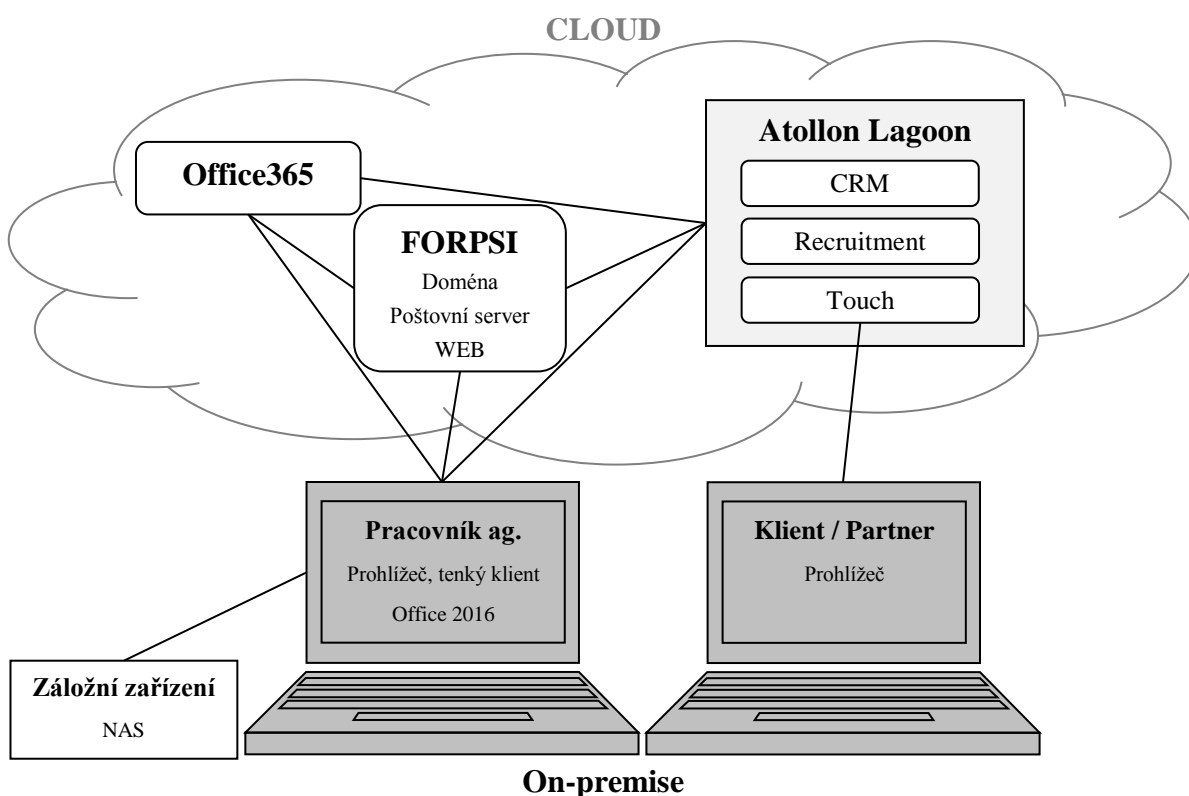 CLOUD
Office365
FORPSI
Doména
Poštovní server
WEB
Atollon Lagoon
CRM
Recruitment
Touch
Pracovník ag.
Prohlížeč, tenký klient
Office 2016
Klient / Partner
Prohlížeč
Záložní zařízení
NAS
On-premise